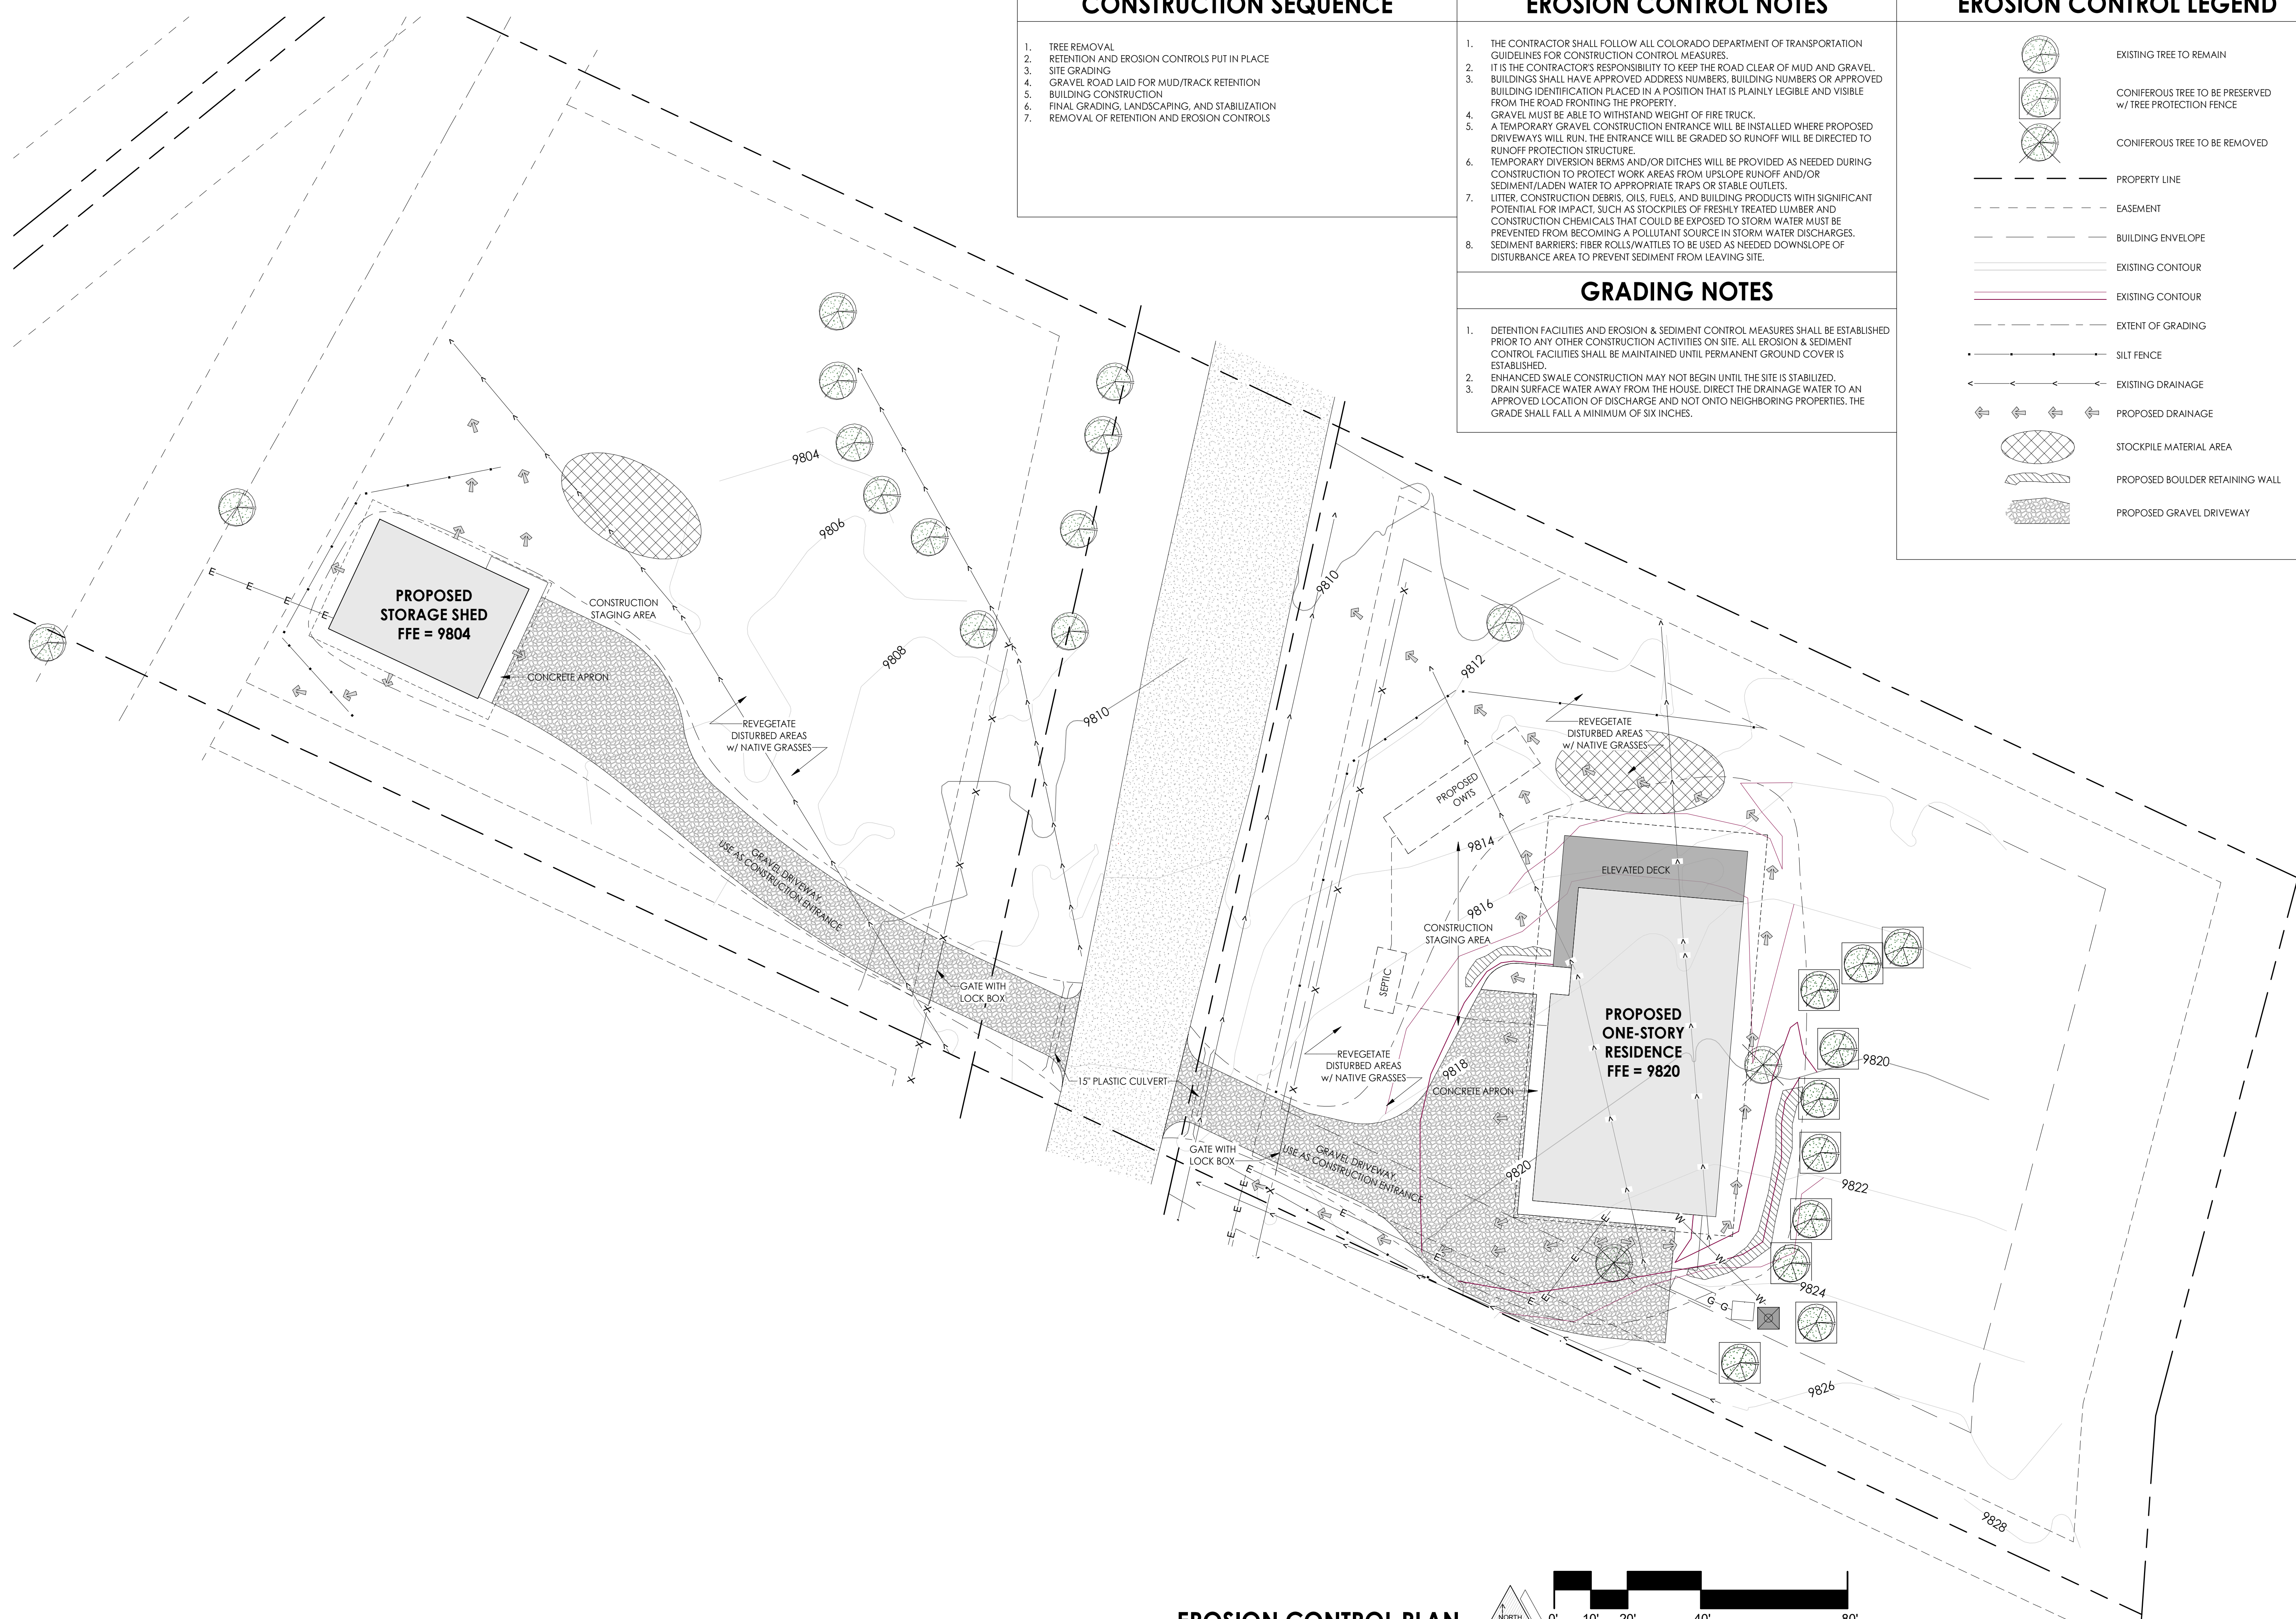 CONSTRUCTION SEQUENCE
1. TREE REMOVAL
2. RETENTION AND EROSION CONTROLS PUT IN PLACE
3. SITE GRADING
4. GRAVEL ROAD LAID FOR MUD/TRACK RETENTION
5. BUILDING CONSTRUCTION
6. FINAL GRADING, LANDSCAPING, AND STABILIZATION
7. REMOVAL OF RETENTION AND EROSION CONTROLS
EROSION CONTROL NOTES
1. THE CONTRACTOR SHALL FOLLOW ALL COLORADO DEPARTMENT OF TRANSPORTATION
GUIDELINES FOR CONSTRUCTION CONTROL MEASURES.
2. IT IS THE CONTRACTOR'S RESPONSIBILITY TO KEEP THE ROAD CLEAR OF MUD AND GRAVEL.
3. BUILDINGS SHALL HAVE APPROVED ADDRESS NUMBERS, BUILDING NUMBERS OR APPROVED
BUILDING IDENTIFICATION PLACED IN A POSITION THAT IS PLAINLY LEGIBLE AND VISIBLE
FROM THE ROAD FRONTING THE PROPERTY.
4. GRAVEL MUST BE ABLE TO WITHSTAND WEIGHT OF FIRE TRUCK.
5. A TEMPORARY GRAVEL CONSTRUCTION ENTRANCE WILL BE INSTALLED WHERE PROPOSED
DRIVEWAYS WILL RUN. THE ENTRANCE WILL BE GRADED SO RUNOFF WILL BE DIRECTED TO
RUNOFF PROTECTION STRUCTURE.
6. TEMPORARY DIVERSION BERMS AND/OR DITCHES WILL BE PROVIDED AS NEEDED DURING
CONSTRUCTION TO PROTECT WORK AREAS FROM UPSLOPE RUNOFF AND/OR
SEDIMENT/LADEN WATER TO APPROPRIATE TRAPS OR STABLE OUTLETS.
7. LITTER, CONSTRUCTION DEBRIS, OILS, FUELS, AND BUILDING PRODUCTS WITH SIGNIFICANT
POTENTIAL FOR IMPACT, SUCH AS STOCKPILES OF FRESHLY TREATED LUMBER AND
CONSTRUCTION CHEMICALS THAT COULD BE EXPOSED TO STORM WATER MUST BE
PREVENTED FROM BECOMING A POLLUTANT SOURCE IN STORM WATER DISCHARGES.
8. SEDIMENT BARRIERS: FIBER ROLLS/WATTLES TO BE USED AS NEEDED DOWNSLOPE OF
DISTURBANCE AREA TO PREVENT SEDIMENT FROM LEAVING SITE.
GRADING NOTES
1. DETENTION FACILITIES AND EROSION & SEDIMENT CONTROL MEASURES SHALL BE ESTABLISHED
PRIOR TO ANY OTHER CONSTRUCTION ACTIVITIES ON SITE. ALL EROSION & SEDIMENT
CONTROL FACILITIES SHALL BE MAINTAINED UNTIL PERMANENT GROUND COVER IS
ESTABLISHED.
2. ENHANCED SWALE CONSTRUCTION MAY NOT BEGIN UNTIL THE SITE IS STABILIZED.
3. DRAIN SURFACE WATER AWAY FROM THE HOUSE. DIRECT THE DRAINAGE WATER TO AN
APPROVED LOCATION OF DISCHARGE AND NOT ONTO NEIGHBORING PROPERTIES. THE
GRADE SHALL FALL A MINIMUM OF SIX INCHES.
EROSION CONTROL LEGEND
EXISTING TREE TO REMAIN
CONIFEROUS TREE TO BE PRESERVED
w/ TREE PROTECTION FENCE
CONIFEROUS TREE TO BE REMOVED
PROPERTY LINE
EASEMENT
BUILDING ENVELOPE
EXISTING CONTOUR
EXISTING CONTOUR
EXTENT OF GRADING
SILT FENCE
EXISTING DRAINAGE
PROPOSED DRAINAGE
STOCKPILE MATERIAL AREA
PROPOSED BOULDER RETAINING WALL
PROPOSED GRAVEL DRIVEWAY
9804
9806
9808
9810
E
E
E
E
PROPOSED
STORAGE SHED
FFE = 9804
CONSTRUCTION
STAGING AREA
CONCRETE APRON
REVEGETATE
DISTURBED AREAS
w/ NATIVE GRASSES
GRAVEL DRIVEWAY.
USE AS CONSTRUCTION ENTRANCE
GATE WITH
LOCK BOX
15" PLASTIC CULVERT
9810
9812
REVEGETATE
DISTURBED AREAS
w/ NATIVE GRASSES
PROPOSED
OWTS
9814
ELEVATED DECK
9816
CONSTRUCTION
STAGING AREA
SEPTIC
PROPOSED
ONE-STORY
RESIDENCE
FFE = 9820
REVEGETATE
DISTURBED AREAS
w/ NATIVE GRASSES
9818
CONCRETE APRON
9820
GATE WITH
LOCK BOX
GRAVEL DRIVEWAY.
USE AS CONSTRUCTION ENTRANCE
9820
9822
E
E
E
E
E
E
E
E
E
E
W
W
W
G G
9824
9826
9828
EROSION CONTROL PLAN
NORTH
0' 10' 20' 40' 80'